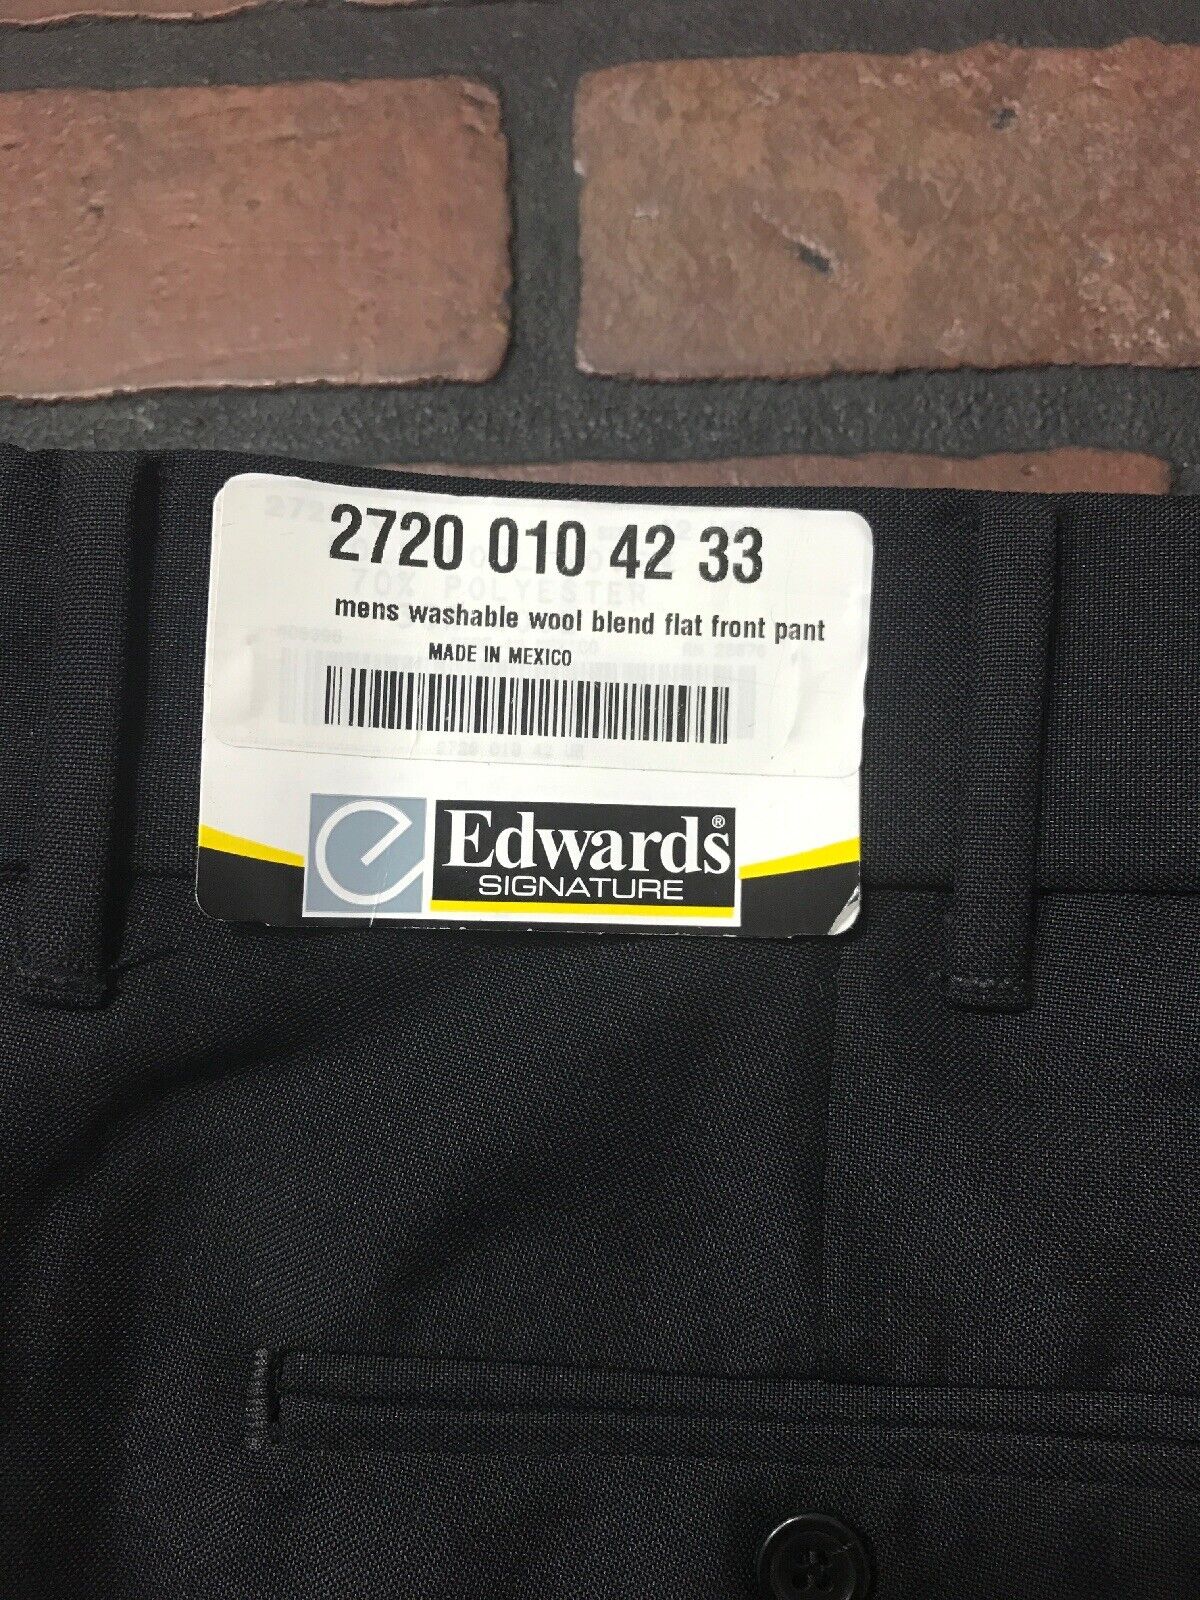 2720 010 42 33
70% POLYESTER
mens washable wool blend flat front pant
MADE IN MEXICO
2720 010 42 UR
e Edwards®
SIGNATURE